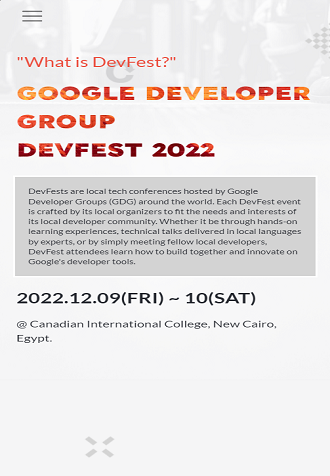 "What is DevFest?"
GOOGLE DEVELOPER
GROUP
DEVFEST 2022
DevFests are local tech conferences hosted by Google
Developer Groups (GDG) around the world. Each DevFest event
is crafted by its local organizers to fit the needs and interests of
its local developer community. Whether it be through hands-on
learning experiences, technical talks delivered in local languages
by experts, or by simply meeting fellow local developers,
DevFest attendees learn how to build together and innovate on
Google's developer tools.
2022.12.09(FRI) ~ 10(SAT)
@ Canadian International College, New Cairo,
Egypt.